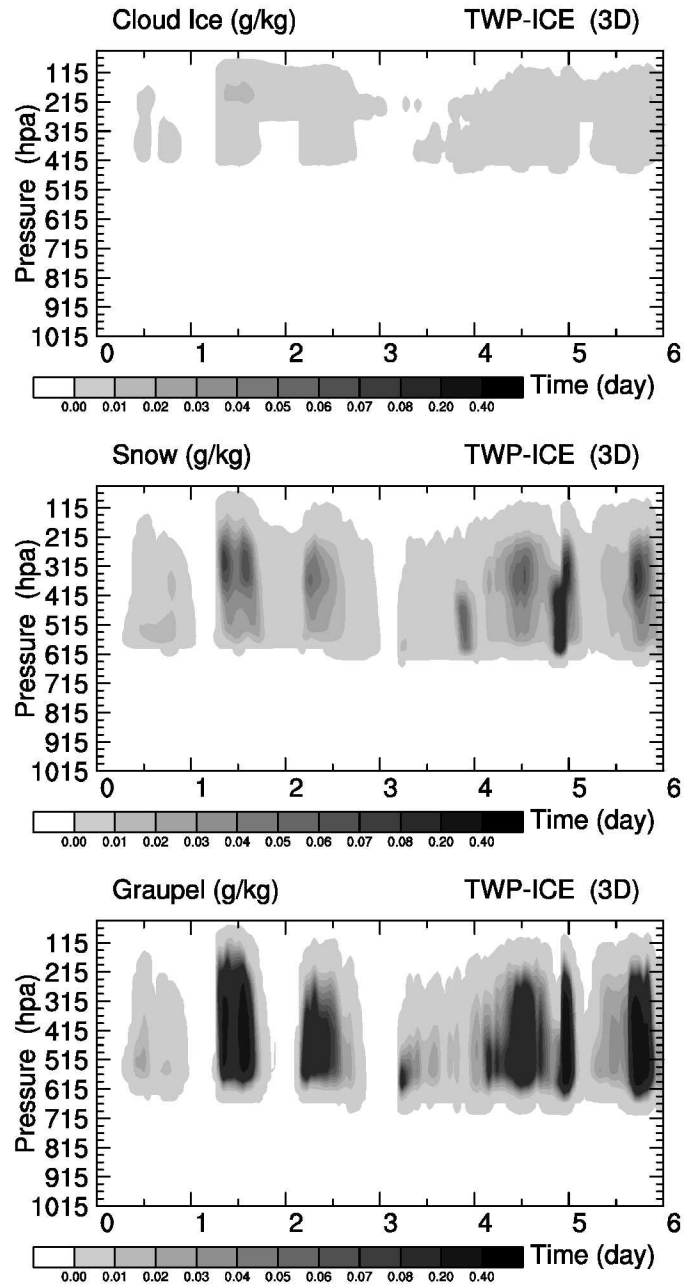 Cloud Ice (g/kg) TWP-ICE (3D)
115
215
315
415
515
615
715
815
915
1015
Pressure (hpa)
0 1 2 3 4 5 6
Time (day)
0.00 0.01 0.02 0.03 0.04 0.05 0.06 0.07 0.08 0.20 0.40
Snow (g/kg) TWP-ICE (3D)
115
215
315
415
515
615
715
815
915
1015
Pressure (hpa)
0 1 2 3 4 5 6
Time (day)
0.00 0.01 0.02 0.03 0.04 0.05 0.06 0.07 0.08 0.20 0.40
Graupel (g/kg) TWP-ICE (3D)
115
215
315
415
515
615
715
815
915
1015
Pressure (hpa)
0 1 2 3 4 5 6
Time (day)
0.00 0.01 0.02 0.03 0.04 0.05 0.06 0.07 0.08 0.20 0.40